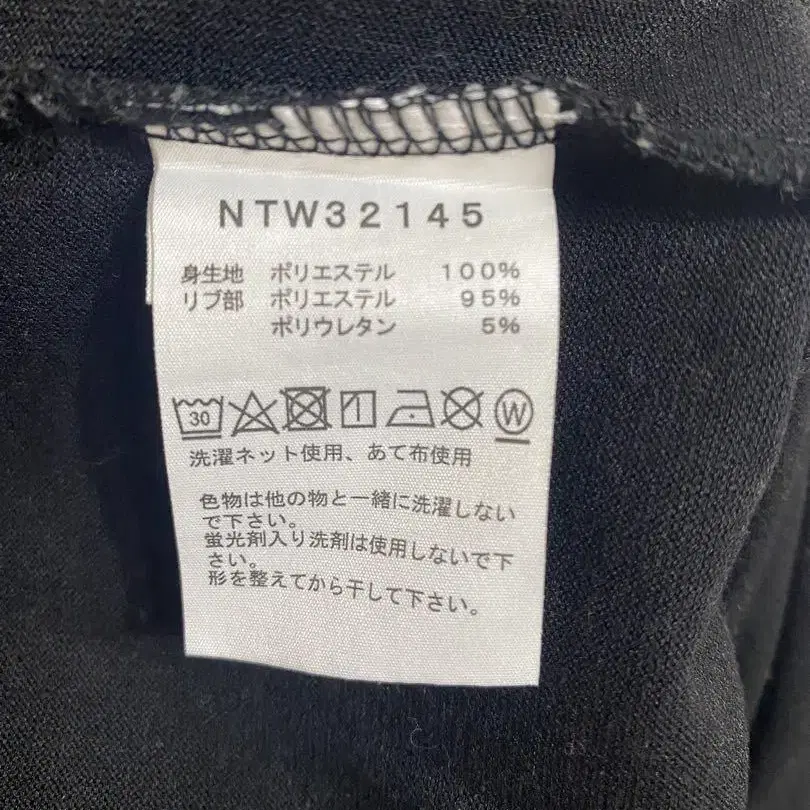 NTW32145
身生地 ポリエステル 100%
リブ部 ポリエステル 95%
ポリウレタン 5%
30 W
洗濯ネット使用、あて布使用
色物は他の物と一緒に洗濯しない
で下さい。
蛍光剤入り洗剤は使用しないで下
さい。
形を整えてから干して下さい。